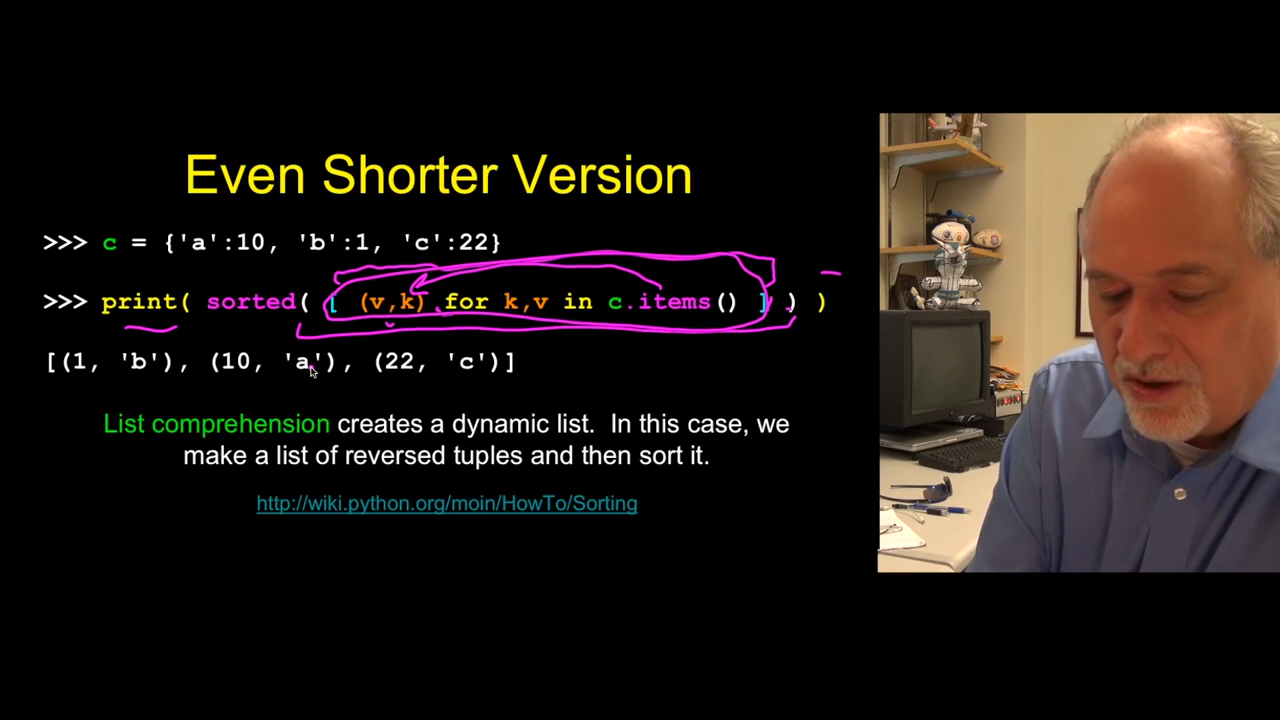 Even Shorter Version
>>> c = {'a':10, 'b':1, 'c':22}
>>> print( sorted( [ (v,k) for k,v in c.items() ] ) )
[(1, 'b'), (10, 'a'), (22, 'c')]
List comprehension creates a dynamic list. In this case, we
make a list of reversed tuples and then sort it.
http://wiki.python.org/moin/HowTo/Sorting